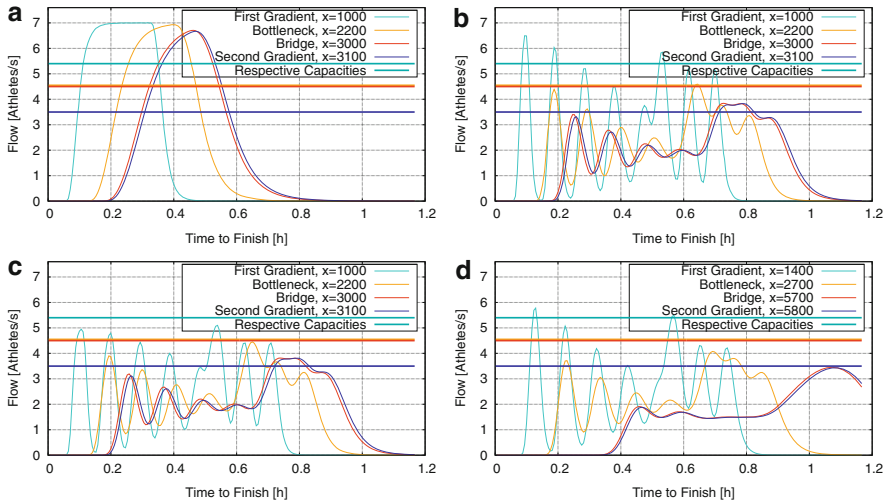 a
Flow [Athletes/s]
7
6
5
4
3
2
1
0
First Gradient, x=1000
Bottleneck, x=2200
Bridge, x=3000
Second Gradient, x=3100
Respective Capacities
0 0.2 0.4 0.6 0.8 1 1.2
Time to Finish [h]
b
Flow [Athletes/s]
7
6
5
4
3
2
1
0
First Gradient, x=1000
Bottleneck, x=2200
Bridge, x=3000
Second Gradient, x=3100
Respective Capacities
0 0.2 0.4 0.6 0.8 1 1.2
Time to Finish [h]
c
Flow [Athletes/s]
7
6
5
4
3
2
1
0
First Gradient, x=1000
Bottleneck, x=2200
Bridge, x=3000
Second Gradient, x=3100
Respective Capacities
0 0.2 0.4 0.6 0.8 1 1.2
Time to Finish [h]
d
Flow [Athletes/s]
7
6
5
4
3
2
1
0
First Gradient, x=1400
Bottleneck, x=2700
Bridge, x=5700
Second Gradient, x=5800
Respective Capacities
0 0.2 0.4 0.6 0.8 1 1.2
Time to Finish [h]